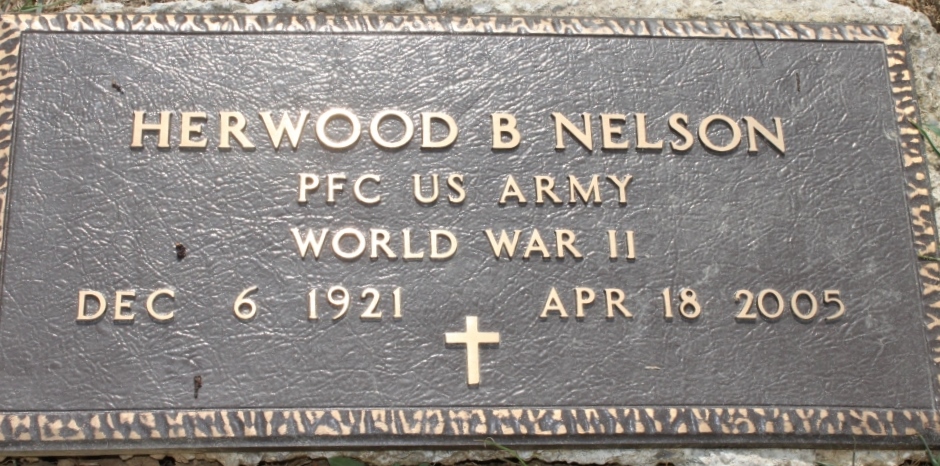 HERWOOD B NELSON
PFC US ARMY
WORLD WAR II
DEC 6 1921 APR 18 2005